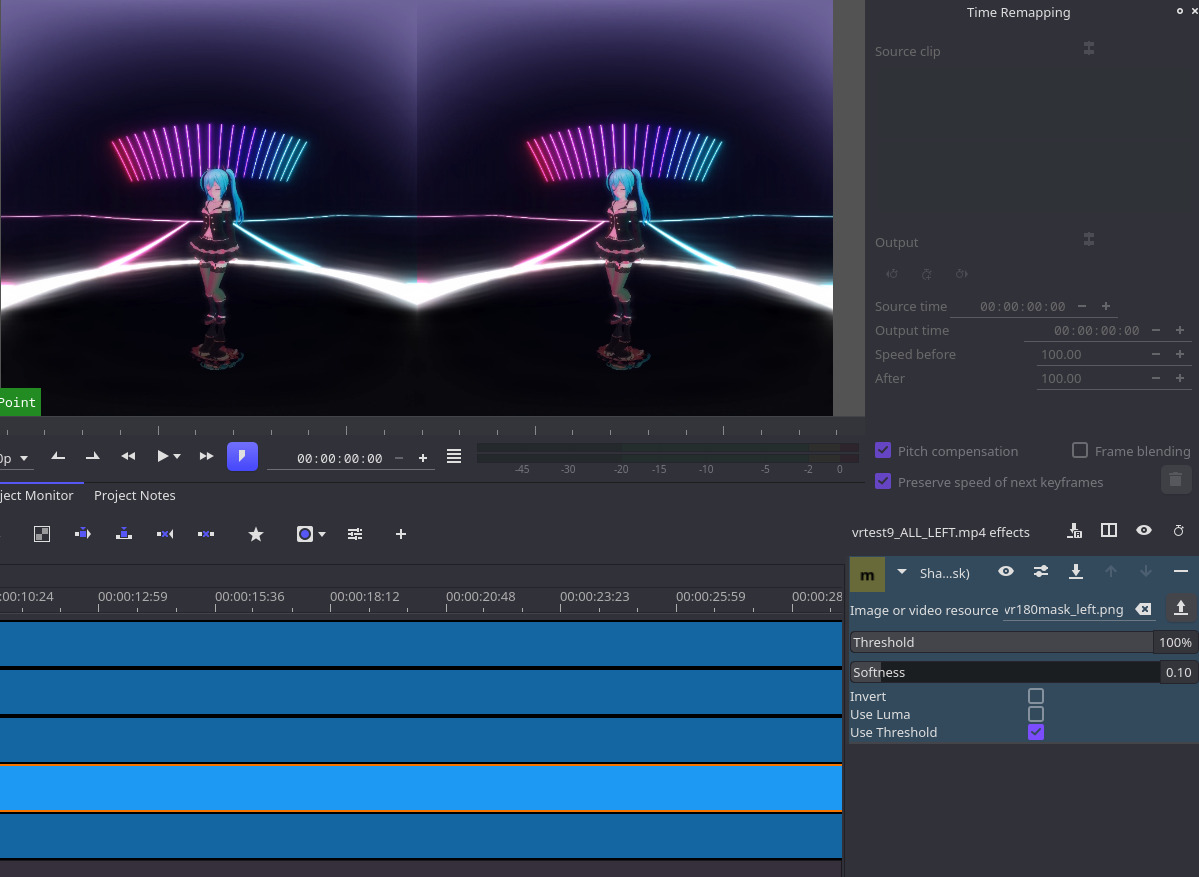 Time Remapping
Source clip
Output
Source time 00:00:00:00
Output time 00:00:00:00
Speed before 100.00
After 100.00
Pitch compensation
Frame blending
Preserve speed of next keyframes
Point
0p
00:00:00:00
-45 -30 -20 -15 -10 -5 -2 0
ject Monitor
Project Notes
vrtest9_ALL_LEFT.mp4 effects
m
Sha...sk)
Image or video resource vr180mask_left.png
Threshold 100%
Softness 0.10
Invert
Use Luma
Use Threshold
:00:10:24 00:00:12:59 00:00:15:36 00:00:18:12 00:00:20:48 00:00:23:23 00:00:25:59 00:00:28